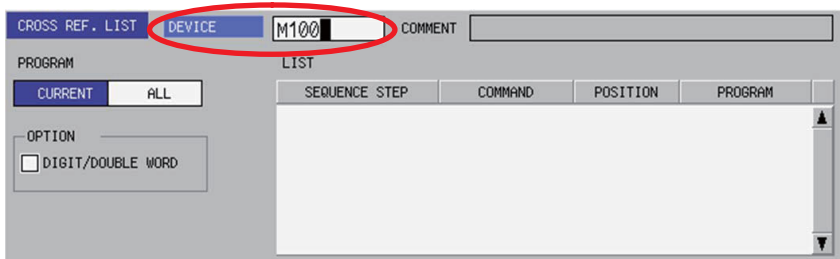 CROSS REF. LIST DEVICE M100 COMMENT
PROGRAM LIST
CURRENT ALL SEQUENCE STEP COMMAND POSITION PROGRAM
OPTION
DIGIT/DOUBLE WORD